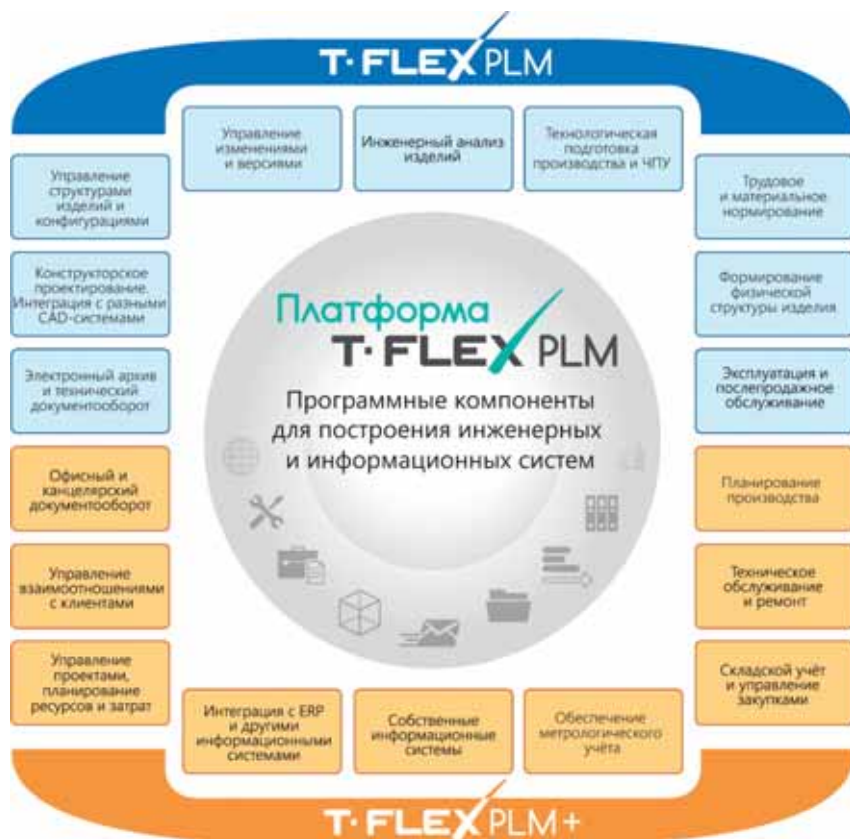 T·FLEX PLM
Управление
изменениями
и версиями
Инженерный анализ
изделий
Технологическая
подготовка
производства и ЧПУ
Управление
структурами
изделий и
конфигурациями
Конструкторское
проектирование.
Интеграция с разными
CAD-системами
Электронный архив
и технический
документооборот
Трудовое
и материальное
нормирование
Формирование
физической
структуры изделия
Эксплуатация и
послепродажное
обслуживание
Платформа
T·FLEX PLM
Программные компоненты
для построения инженерных
и информационных систем
Офисный и
канцелярский
документооборот
Управление
взаимоотношениями
с клиентами
Управление
проектами,
планирование
ресурсов и затрат
Планирование
производства
Техническое
обслуживание
и ремонт
Складской учёт
и управление
закупками
Интеграция с ERP
и другими
информационными
системами
Собственные
информационные
системы
Обеспечение
метрологического
учёта
T·FLEX PLM+